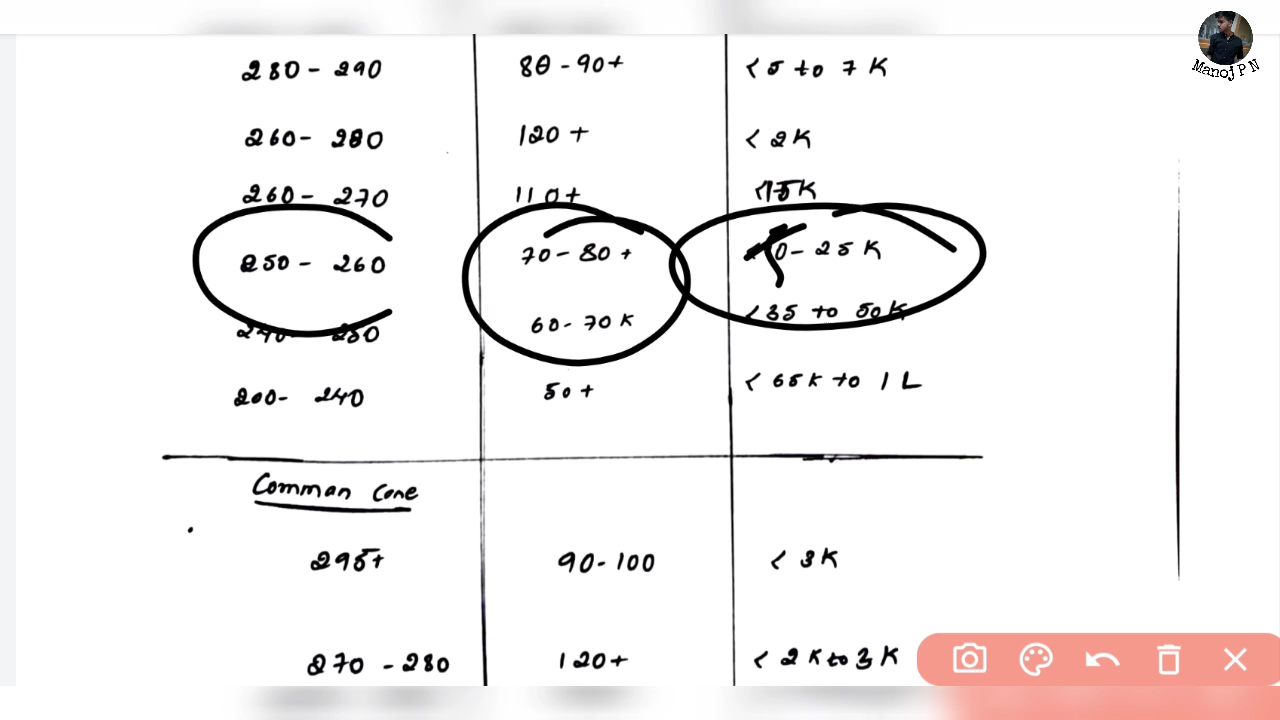 Manoj P N
280 - 290 80 - 90+ < 5 to 7 K
260 - 280 120 + < 2K
260 - 270 110+ <15K
250 - 260 70 - 80 + 0 - 25 K
240 - 250 60 - 70 K < 35 to 50K
200 - 240 50 + < 65K to 1 L
Comman Cone
295+ 90 - 100 < 3K
270 - 280 120+ < 2 K to 3 K